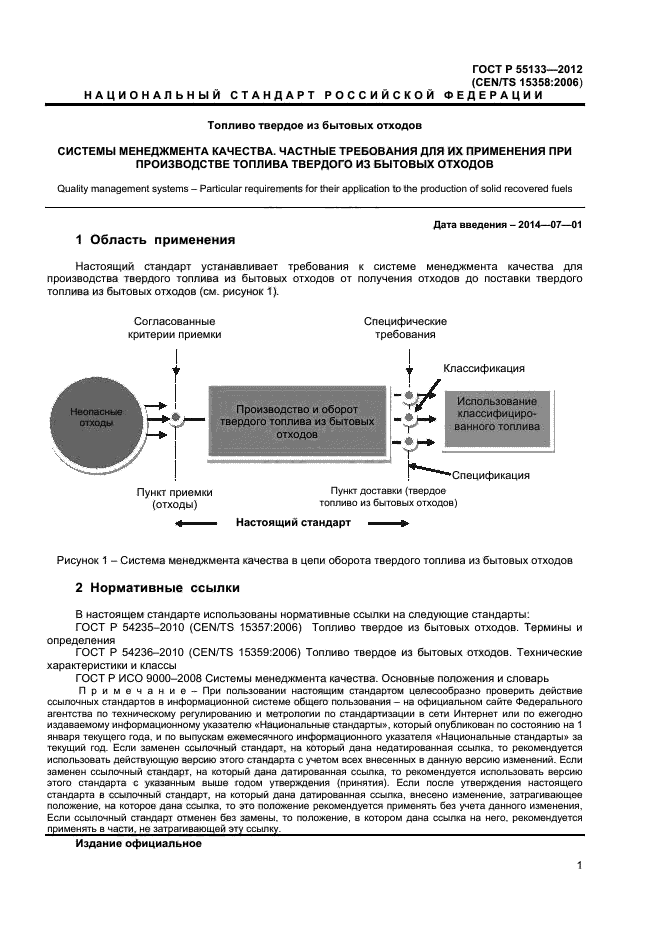 ГОСТ Р 55133—2012
(CEN/TS 15358:2006)
НАЦИОНАЛЬНЫЙ СТАНДАРТ РОССИЙСКОЙ ФЕДЕРАЦИИ
Топливо твердое из бытовых отходов
СИСТЕМЫ МЕНЕДЖМЕНТА КАЧЕСТВА. ЧАСТНЫЕ ТРЕБОВАНИЯ ДЛЯ ИХ ПРИМЕНЕНИЯ ПРИ
ПРОИЗВОДСТВЕ ТОПЛИВА ТВЕРДОГО ИЗ БЫТОВЫХ ОТХОДОВ
Quality management systems – Particular requirements for their application to the production of solid recovered fuels
Дата введения – 2014—07—01
1 Область применения
Настоящий стандарт устанавливает требования к системе менеджмента качества для
производства твердого топлива из бытовых отходов от получения отходов до поставки твердого
топлива из бытовых отходов (см. рисунок 1).
Согласованные
критерии приемки
Специфические
требования
Классификация
Неопасные
отходы
Производство и оборот
твердого топлива из бытовых
отходов
Использование
классифициро-
ванного топлива
Спецификация
Пункт приемки
(отходы)
Пункт доставки (твердое
топливо из бытовых отходов)
Настоящий стандарт
Рисунок 1 – Система менеджмента качества в цепи оборота твердого топлива из бытовых отходов
2 Нормативные ссылки
В настоящем стандарте использованы нормативные ссылки на следующие стандарты:
ГОСТ Р 54235–2010 (CEN/TS 15357:2006) Топливо твердое из бытовых отходов. Термины и
определения
ГОСТ Р 54236–2010 (CEN/TS 15359:2006) Топливо твердое из бытовых отходов. Технические
характеристики и классы
ГОСТ Р ИСО 9000–2008 Системы менеджмента качества. Основные положения и словарь
П р и м е ч а н и е – При пользовании настоящим стандартом целесообразно проверить действие
ссылочных стандартов в информационной системе общего пользования – на официальном сайте Федерального
агентства по техническому регулированию и метрологии по стандартизации в сети Интернет или по ежегодно
издаваемому информационному указателю «Национальные стандарты», который опубликован по состоянию на 1
января текущего года, и по выпускам ежемесячного информационного указателя «Национальные стандарты» за
текущий год. Если заменен ссылочный стандарт, на который дана недатированная ссылка, то рекомендуется
использовать действующую версию этого стандарта с учетом всех внесенных в данную версию изменений. Если
заменен ссылочный стандарт, на который дана датированная ссылка, то рекомендуется использовать версию
этого стандарта с указанным выше годом утверждения (принятия). Если после утверждения настоящего
стандарта в ссылочный стандарт, на который дана датированная ссылка, внесено изменение, затрагивающее
положение, на которое дана ссылка, то это положение рекомендуется применять без учета данного изменения,
Если ссылочный стандарт отменен без замены, то положение, в котором дана ссылка на него, рекомендуется
применять в части, не затрагивающей эту ссылку.
Издание официальное
1